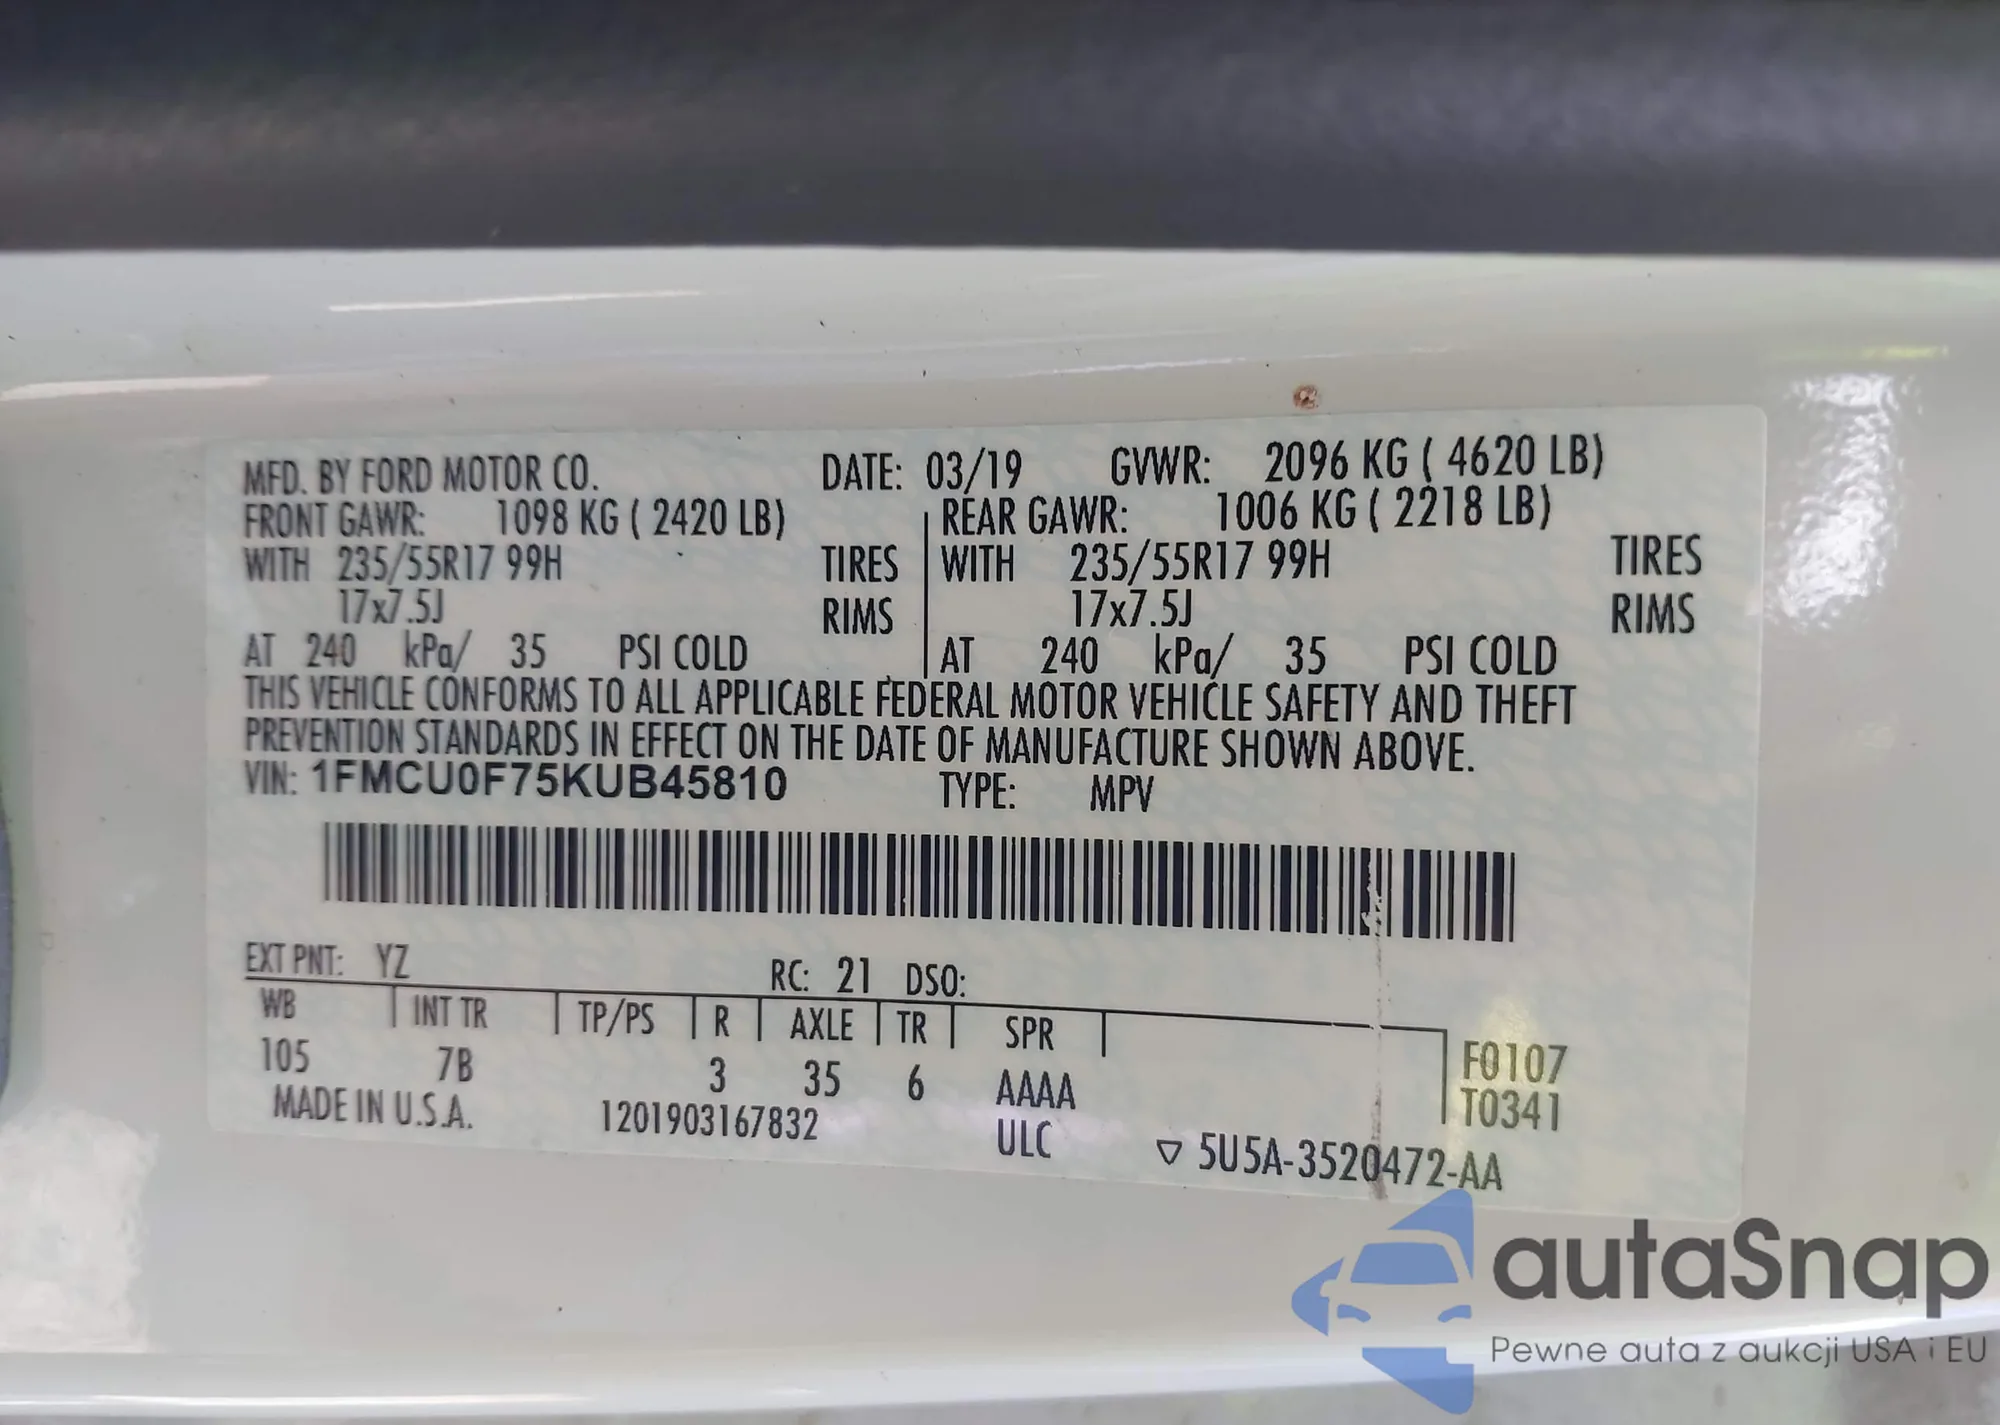 MFD. BY FORD MOTOR CO. DATE: 03/19 GVWR: 2096 KG ( 4620 LB)
FRONT GAWR: 1098 KG ( 2420 LB) REAR GAWR: 1006 KG ( 2218 LB)
WITH 235/55R17 99H TIRES WITH 235/55R17 99H TIRES
17x7.5J RIMS 17x7.5J RIMS
AT 240 kPa/ 35 PSI COLD AT 240 kPa/ 35 PSI COLD
THIS VEHICLE CONFORMS TO ALL APPLICABLE FEDERAL MOTOR VEHICLE SAFETY AND THEFT
PREVENTION STANDARDS IN EFFECT ON THE DATE OF MANUFACTURE SHOWN ABOVE.
VIN: 1FMCU0F75KUB45810 TYPE: MPV
EXT PNT: YZ RC: 21 DSO:
WB INT TR TP/PS R AXLE TR SPR
105 7B 3 35 6 AAAA F0107
MADE IN U.S.A. 1201903167832 ULC T0341
▽ 5U5A-3520472-AA
autaSnap
Pewne auta z aukcji USA i EU